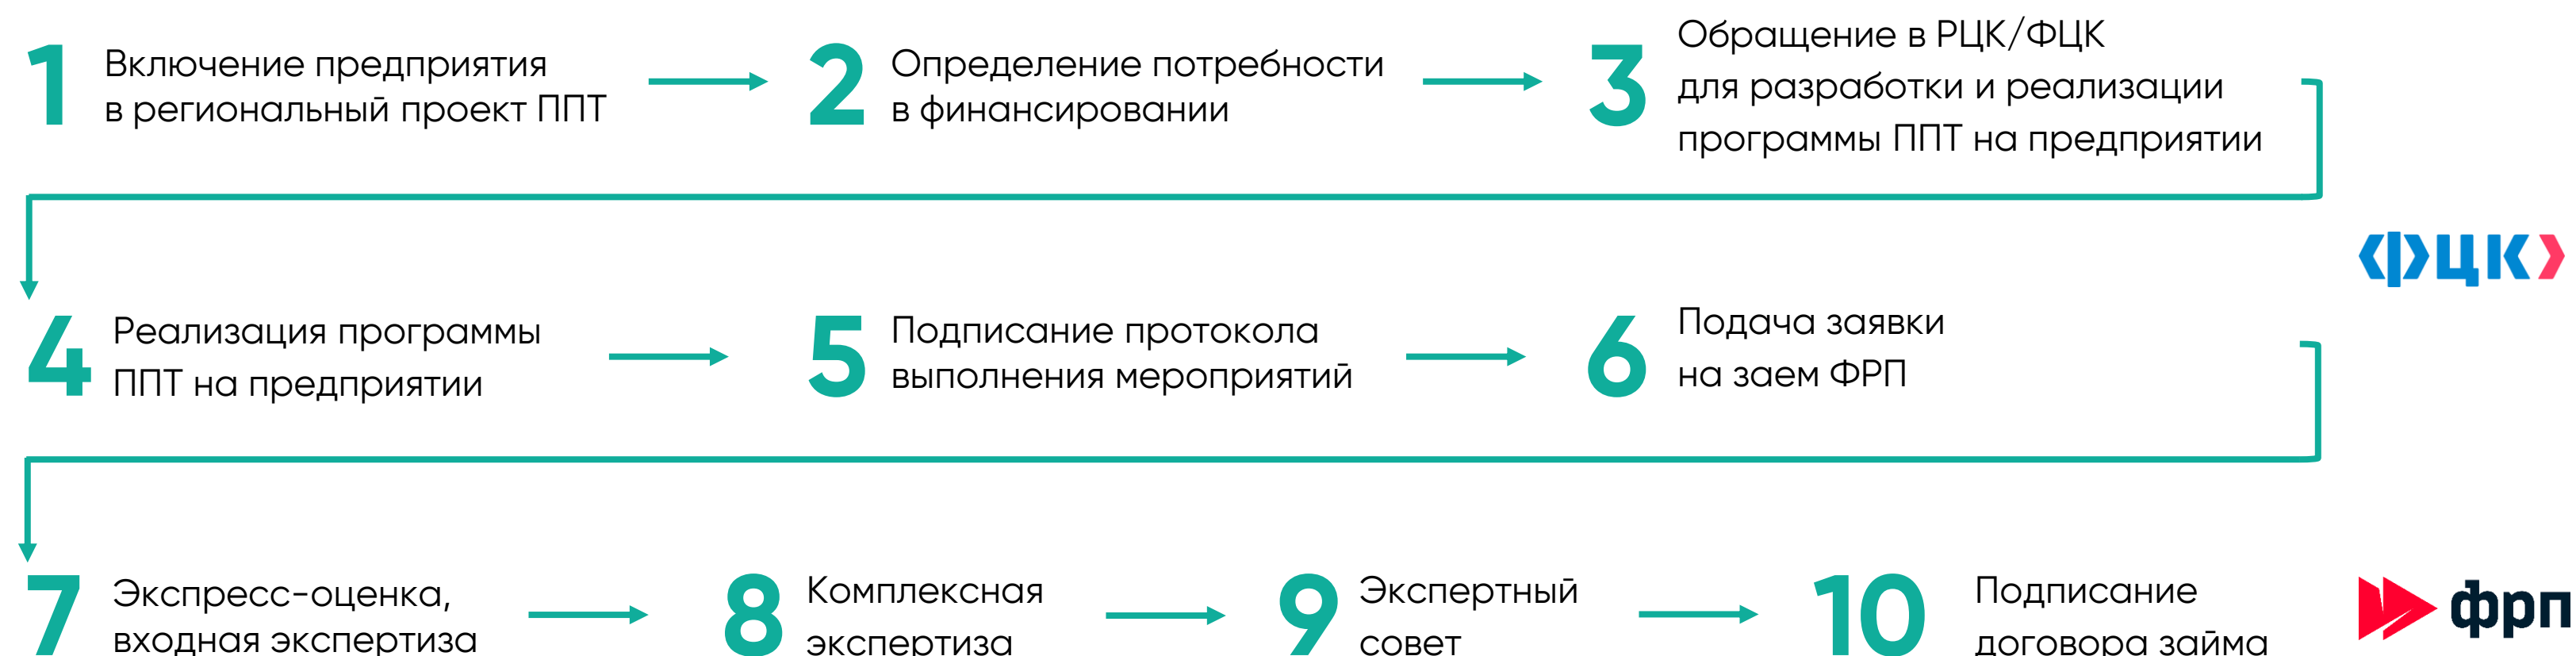 1
Включение предприятия
в региональный проект ППТ
2
Определение потребности
в финансировании
3
Обращение в РЦК/ФЦК
для разработки и реализации
программы ППТ на предприятии
фцк
4
Реализация программы
ППТ на предприятии
5
Подписание протокола
выполнения мероприятий
6
Подача заявки
на заем ФРП
7
Экспресс-оценка,
входная экспертиза
8
Комплексная
экспертиза
9
Экспертный
совет
10
Подписание
договора займа
фрп